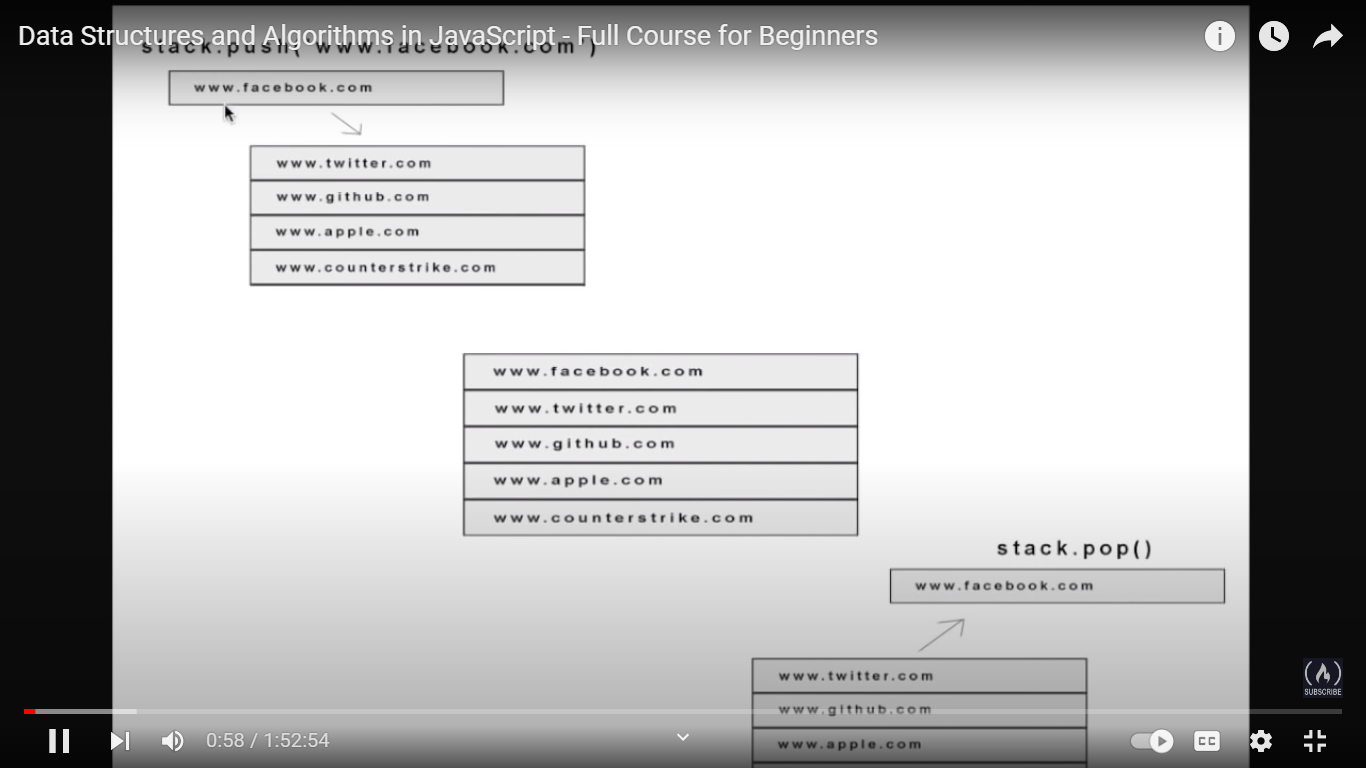 Data Structures and Algorithms in JavaScript - Full Course for Beginners
stack.push('www.facebook.com')
www.facebook.com
www.twitter.com
www.github.com
www.apple.com
www.counterstrike.com
www.facebook.com
www.twitter.com
www.github.com
www.apple.com
www.counterstrike.com
stack.pop()
www.facebook.com
www.twitter.com
www.github.com
www.apple.com
SUBSCRIBE
0:58 / 1:52:54
CC